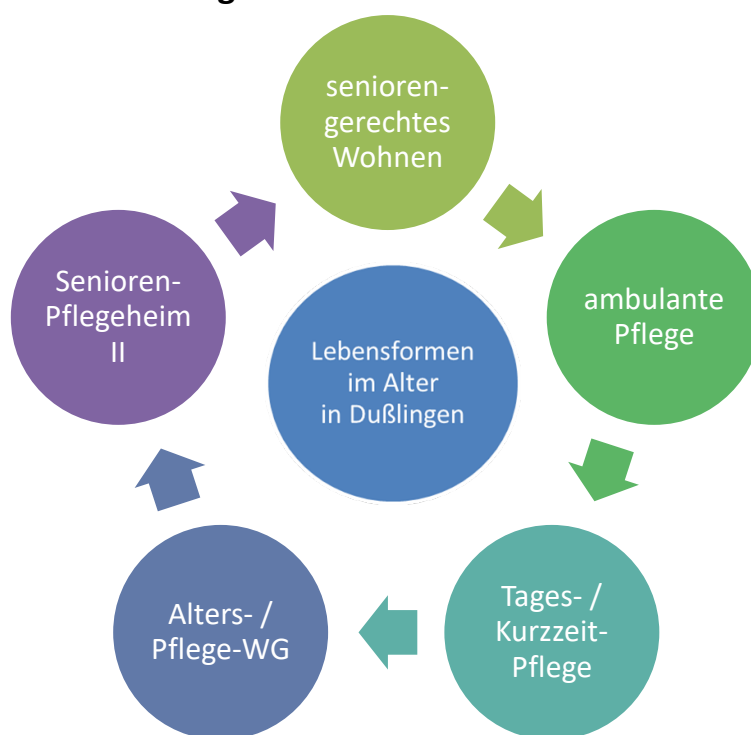 senioren-
gerechtes
Wohnen
ambulante
Pflege
Tages- /
Kurzzeit-
Pflege
Alters- /
Pflege-WG
Senioren-
Pflegeheim
II
Lebensformen
im Alter
in Dußlingen